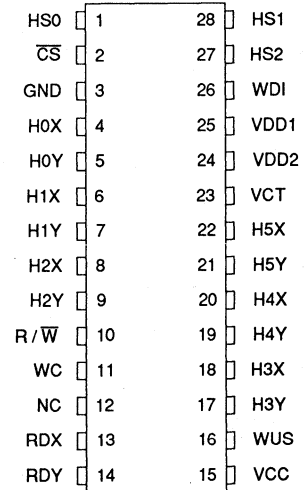 HS0 1 28 HS1
C̅S̅ 2 27 HS2
GND 3 26 WDI
H0X 4 25 VDD1
H0Y 5 24 VDD2
H1X 6 23 VCT
H1Y 7 22 H5X
H2X 8 21 H5Y
H2Y 9 20 H4X
R/W̅ 10 19 H4Y
WC 11 18 H3X
NC 12 17 H3Y
RDX 13 16 WUS
RDY 14 15 VCC